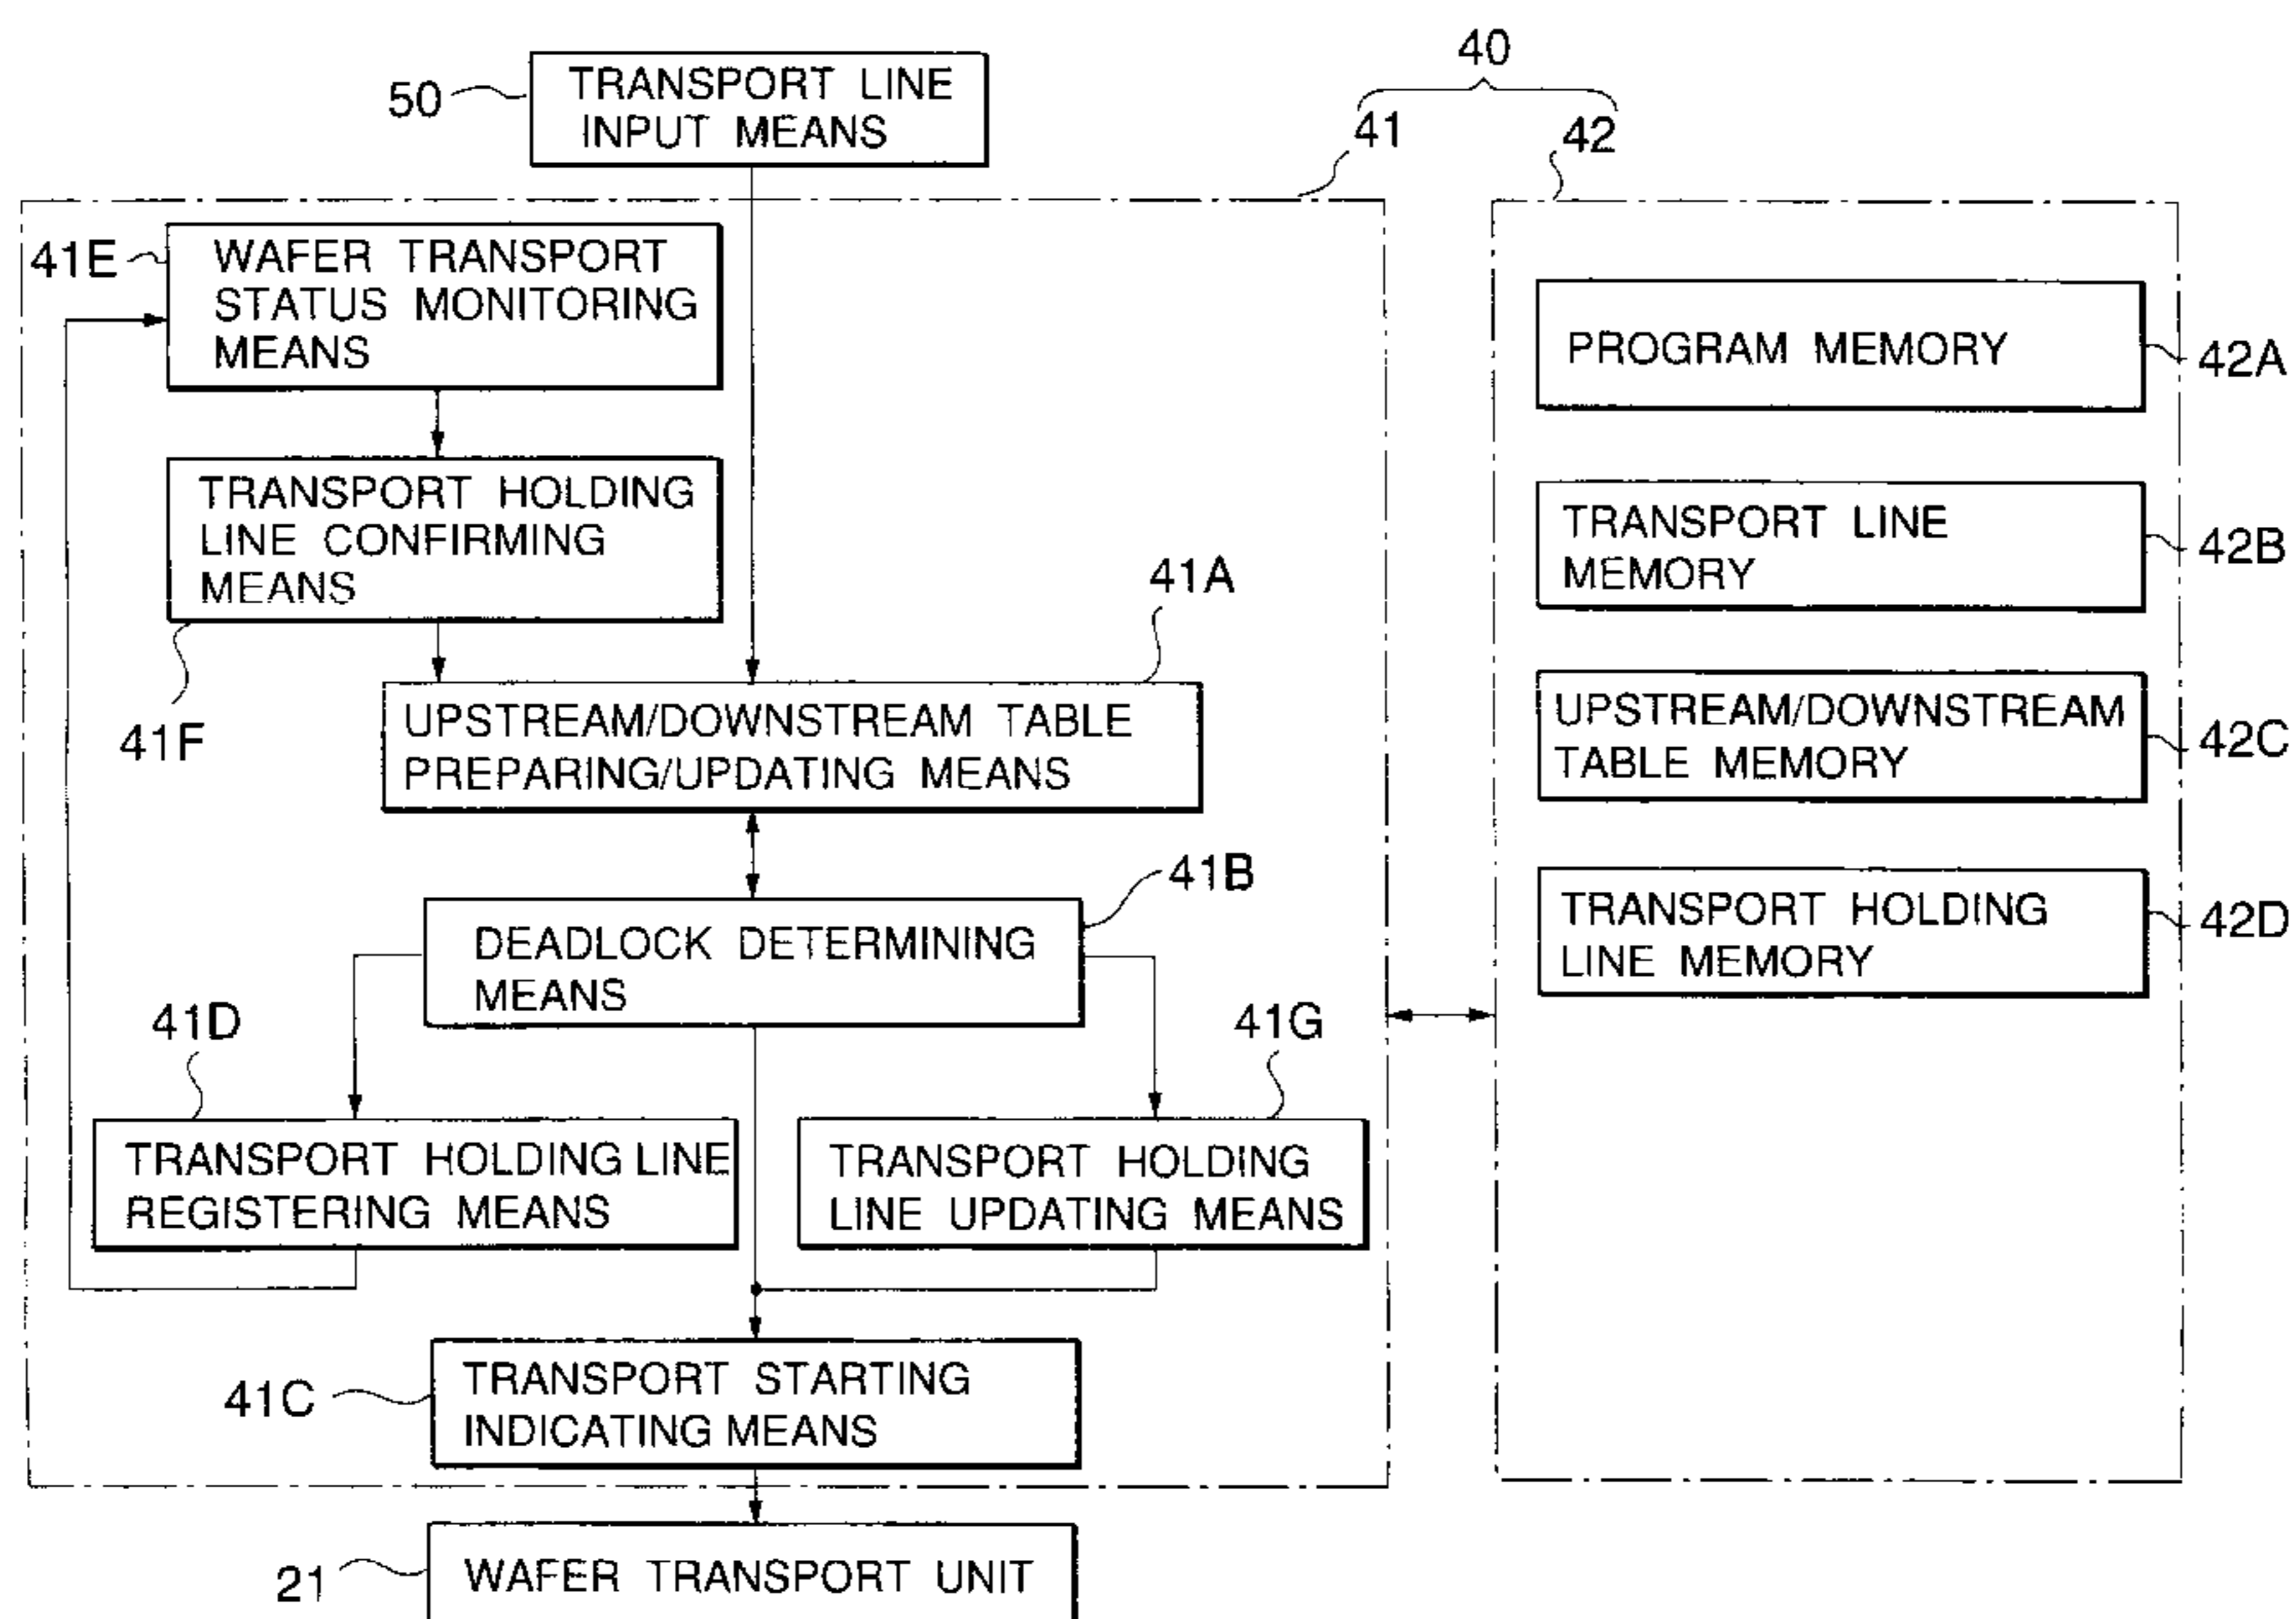 40
50
TRANSPORT LINE
INPUT MEANS
41
42
41E
WAFER TRANSPORT
STATUS MONITORING
MEANS
PROGRAM MEMORY
42A
TRANSPORT HOLDING
LINE CONFIRMING
MEANS
41F
TRANSPORT LINE
MEMORY
42B
41A
UPSTREAM/DOWNSTREAM TABLE
PREPARING/UPDATING MEANS
UPSTREAM/DOWNSTREAM
TABLE MEMORY
42C
41B
DEADLOCK DETERMINING
MEANS
TRANSPORT HOLDING
LINE MEMORY
42D
41D
TRANSPORT HOLDING LINE
REGISTERING MEANS
41G
TRANSPORT HOLDING
LINE UPDATING MEANS
41C
TRANSPORT STARTING
INDICATING MEANS
21
WAFER TRANSPORT UNIT